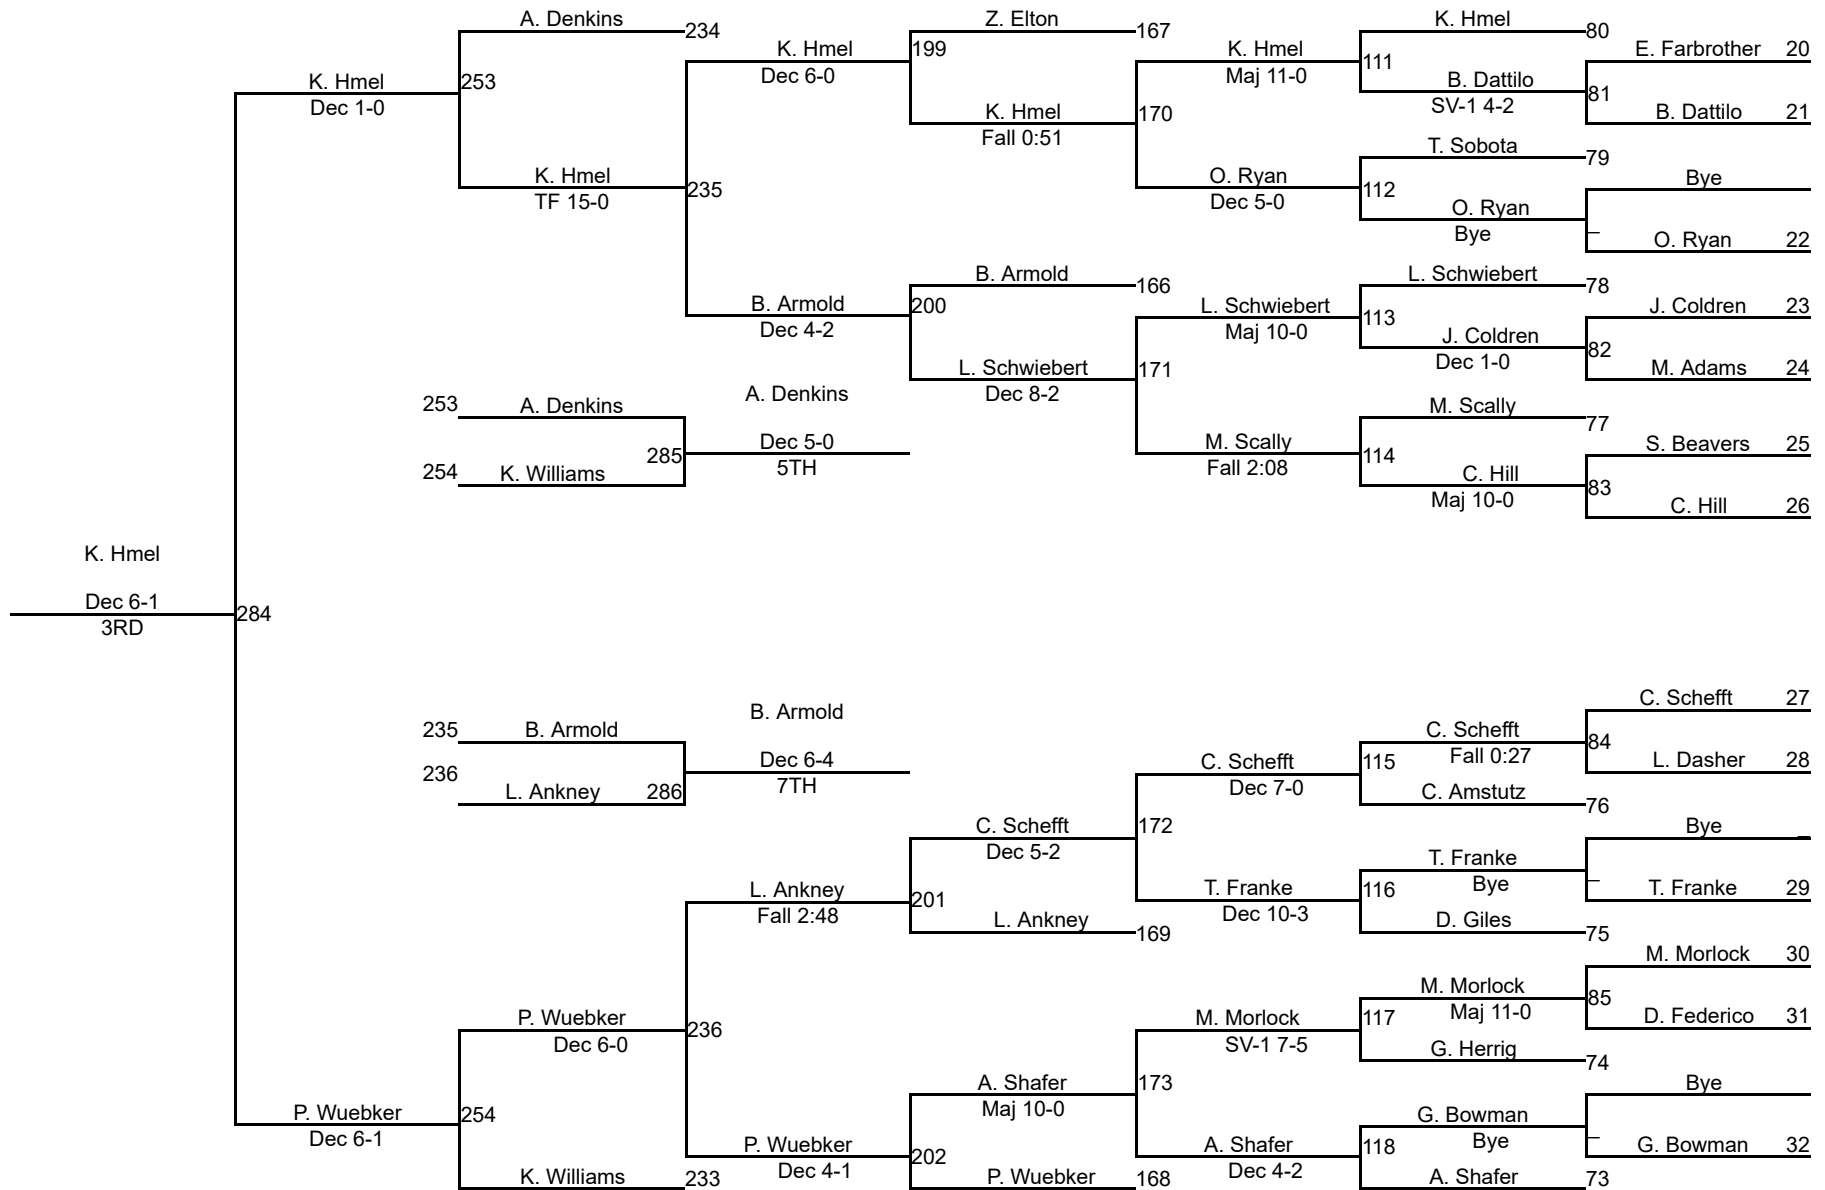 A. Denkins
234
K. Hmel
Dec 1-0
253
K. Hmel
TF 15-0
K. Hmel
Dec 6-0
235
B. Armold
Dec 4-2
Z. Elton
167
199
K. Hmel
Fall 0:51
B. Armold
166
200
L. Schwiebert
Dec 8-2
K. Hmel
Maj 11-0
170
O. Ryan
Dec 5-0
L. Schwiebert
Maj 10-0
171
M. Scally
Fall 2:08
K. Hmel
80
111
B. Dattilo
SV-1 4-2
T. Sobota
79
112
O. Ryan
Bye
L. Schwiebert
78
113
J. Coldren
Dec 1-0
M. Scally
77
114
C. Hill
Maj 10-0
E. Farbrother 20
81
B. Dattilo 21
Bye
_
O. Ryan 22
J. Coldren 23
82
M. Adams 24
S. Beavers 25
83
C. Hill 26
253 A. Denkins
254 K. Williams
285
A. Denkins
Dec 5-0
5TH
K. Hmel
Dec 6-1
3RD
284
235 B. Armold
236
L. Ankney 286
B. Armold
Dec 6-4
7TH
P. Wuebker
Dec 6-1
254
P. Wuebker
Dec 6-0
K. Williams
233
L. Ankney
Fall 2:48
236
P. Wuebker
Dec 4-1
C. Schefft
Dec 5-2
201
L. Ankney
169
A. Shafer
Maj 10-0
202
P. Wuebker
168
C. Schefft
Dec 7-0
172
T. Franke
Dec 10-3
M. Morlock
SV-1 7-5
173
A. Shafer
Dec 4-2
C. Schefft
Fall 0:27
115
C. Amstutz
76
T. Franke
Bye
116
D. Giles
75
M. Morlock
Maj 11-0
117
G. Herrig
74
G. Bowman
Bye
118
A. Shafer
73
C. Schefft 27
84
L. Dasher 28
Bye _
_
T. Franke 29
M. Morlock 30
85
D. Federico 31
Bye
_
G. Bowman 32